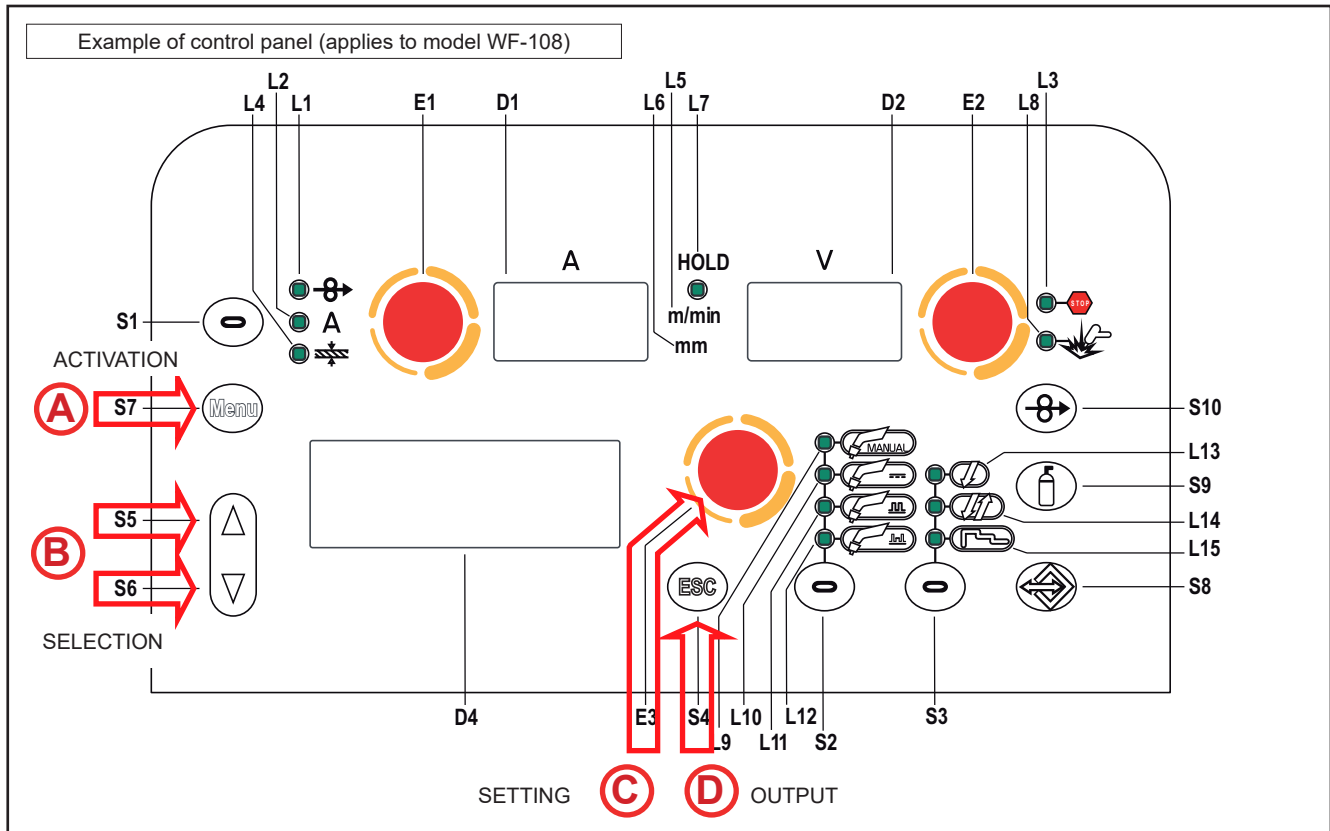 Example of control panel (applies to model WF-108)
L5
L2 L3
L4 L1 E1 D1 L6 L7 D2 E2 L8
A HOLD V
m/min
STOP
S1 A mm
ACTIVATION
A S7 Menu S10
MANUAL
L13
S9
S5
L14
B
L15
S6 ESC S8
SELECTION
D4 E3 S4 L10 L12 S3
L9 L11 S2
SETTING C D OUTPUT